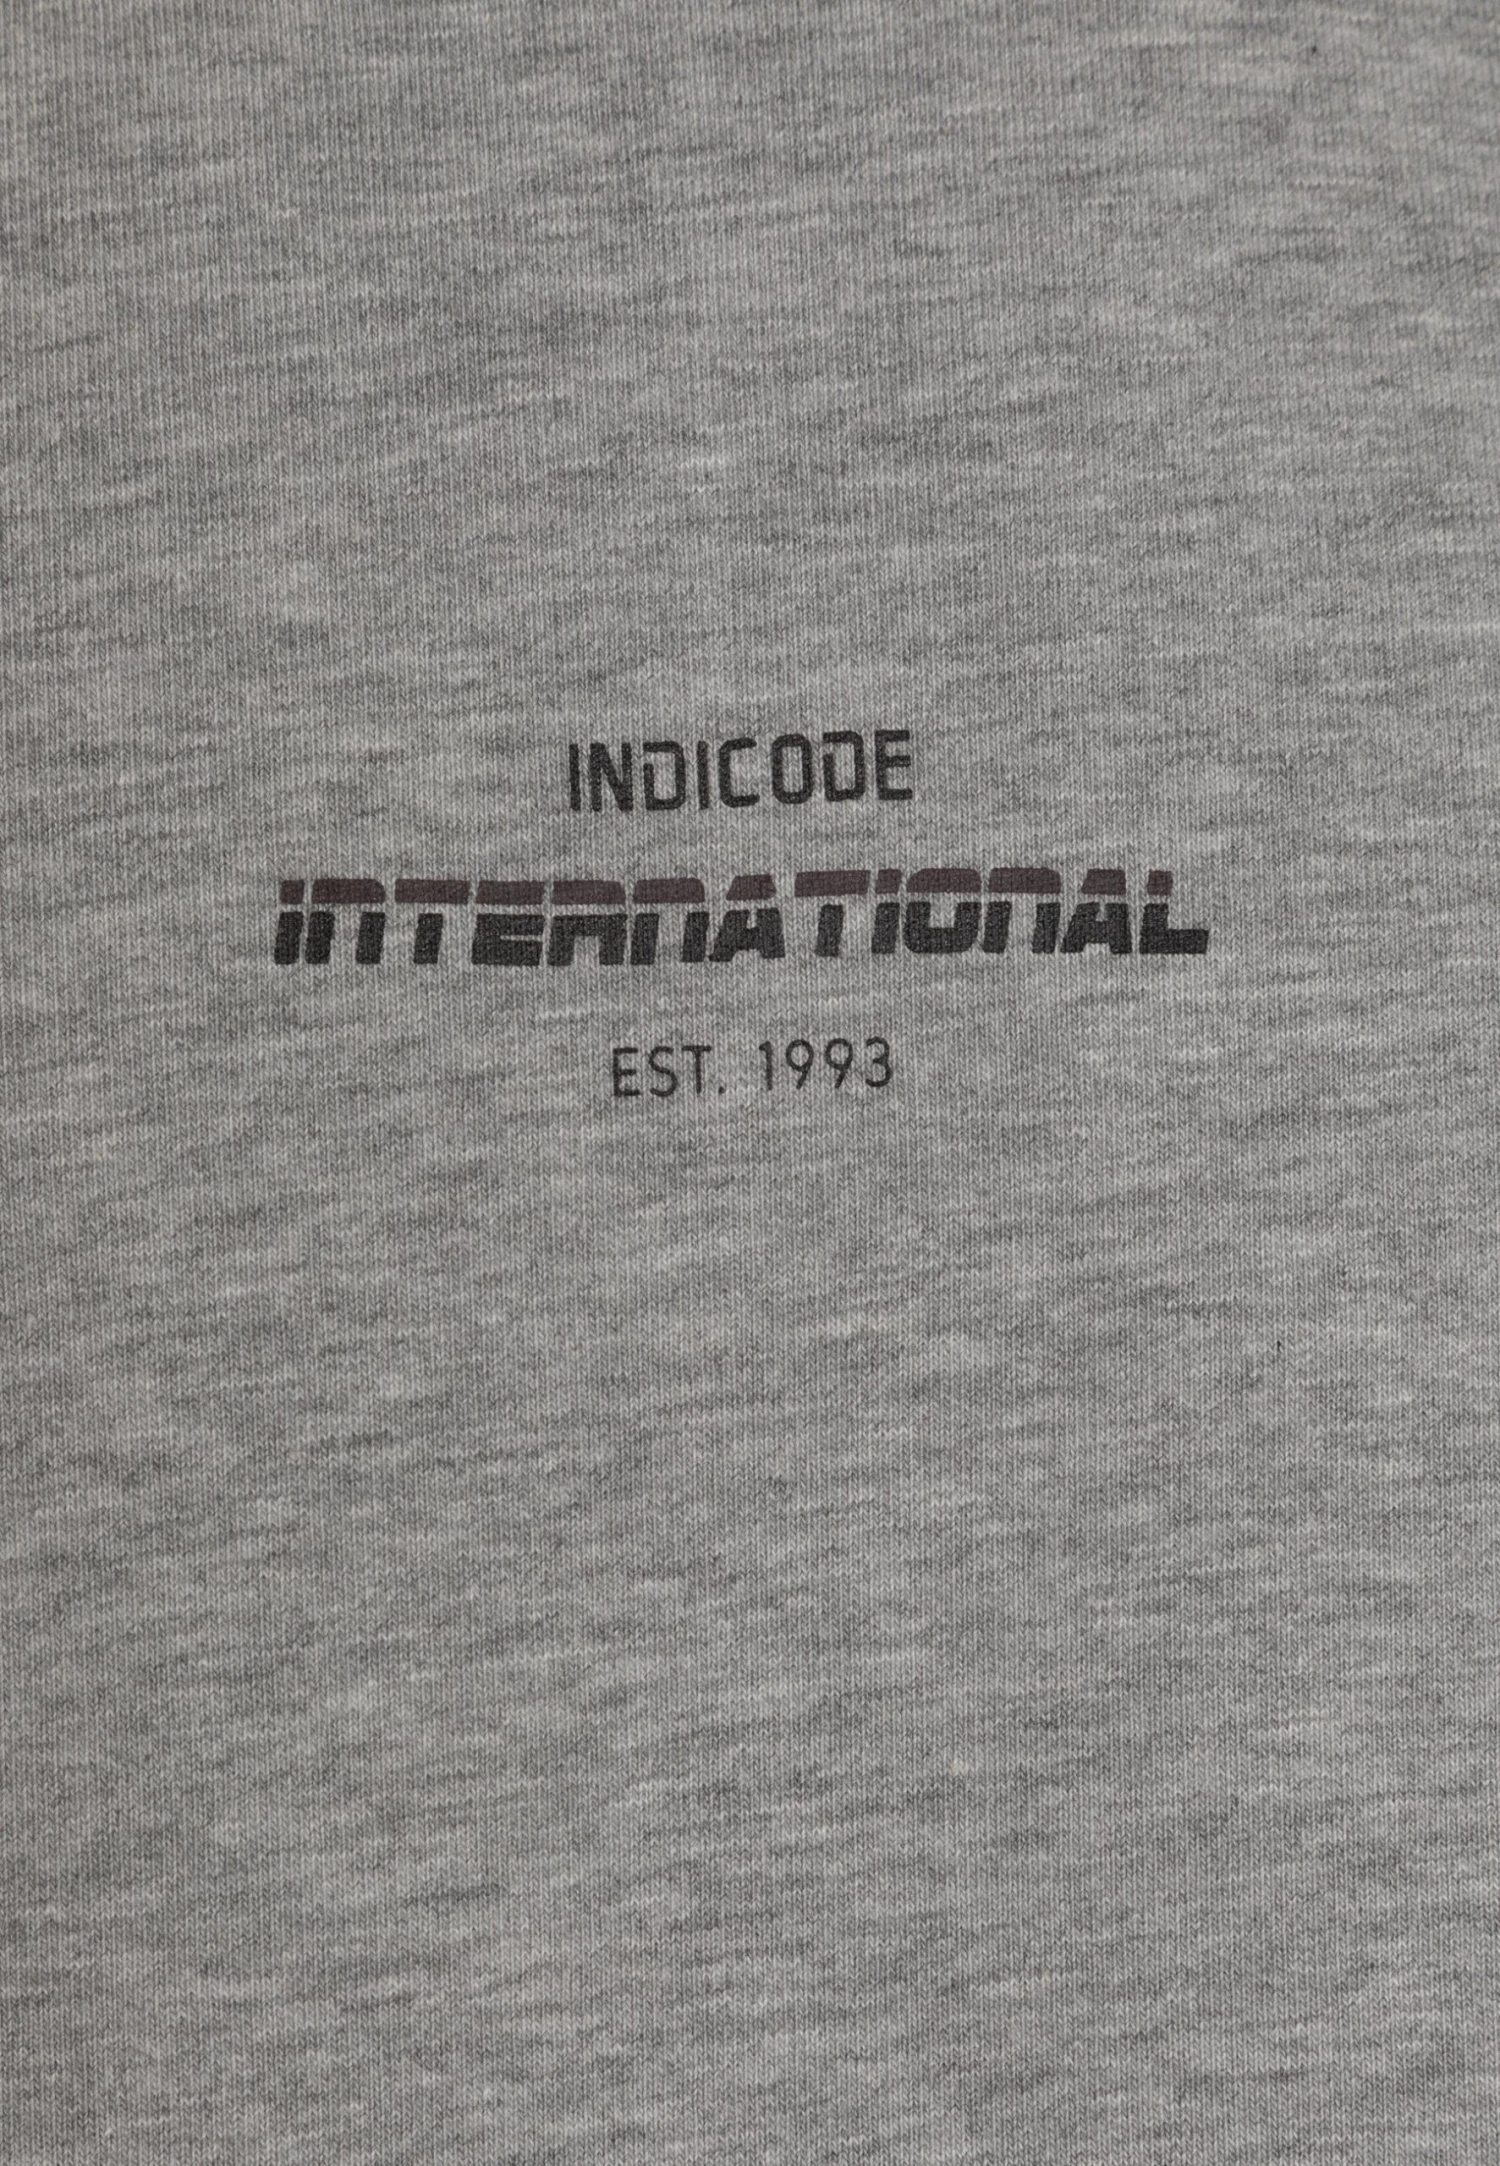 INDICODE
INTERNATIONAL
EST. 1993